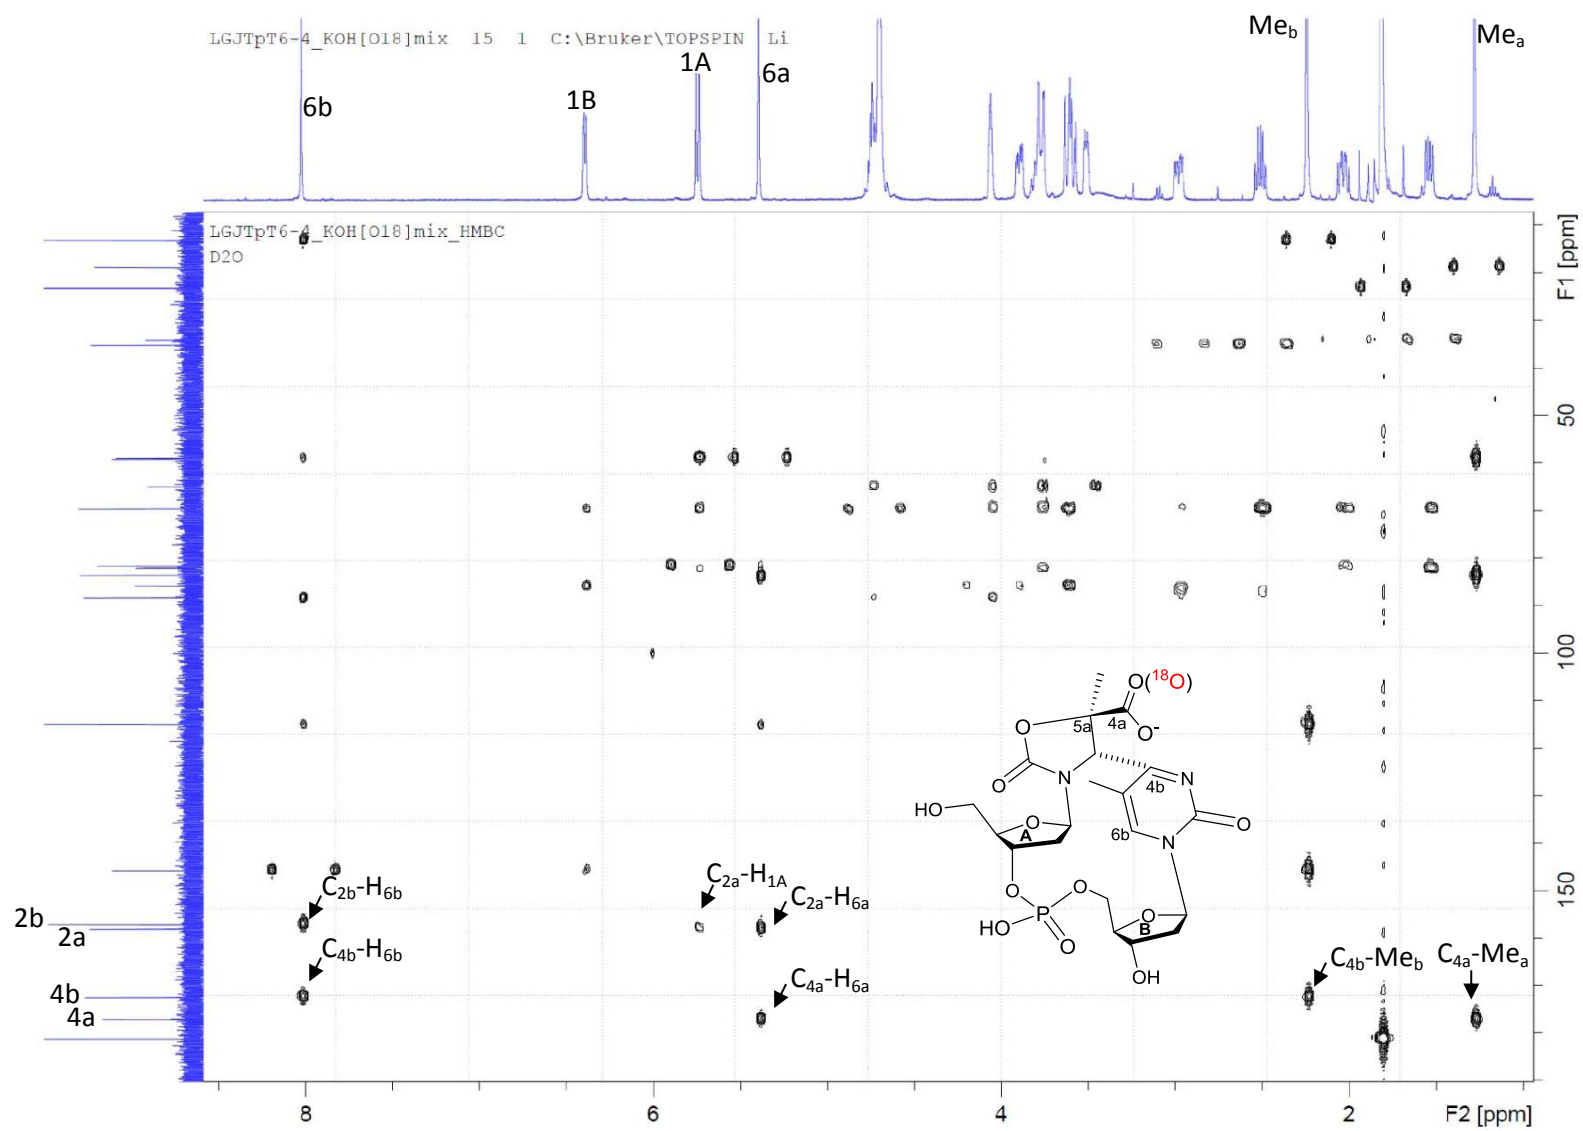 LGJTpT6-4_KOH[O18]mix 15 1 C:\Bruker\TOPSPIN Li
Me_b
Me_a
1A
6a
6b
1B
LGJTpT6-4_KOH[O18]mix_HMBC
D2O
F1 [ppm]
50
100
150
O(18O)
5a
4a
O-
O
O
N
N
4b
HO
O
A
6b
N
O
O
O
P
HO
O
O
B
OH
C2b-H6b
C2a-H1A
C2a-H6a
C4b-H6b
C4a-H6a
C4b-Meb
C4a-Mea
2b
2a
4b
4a
8
6
4
2
F2 [ppm]